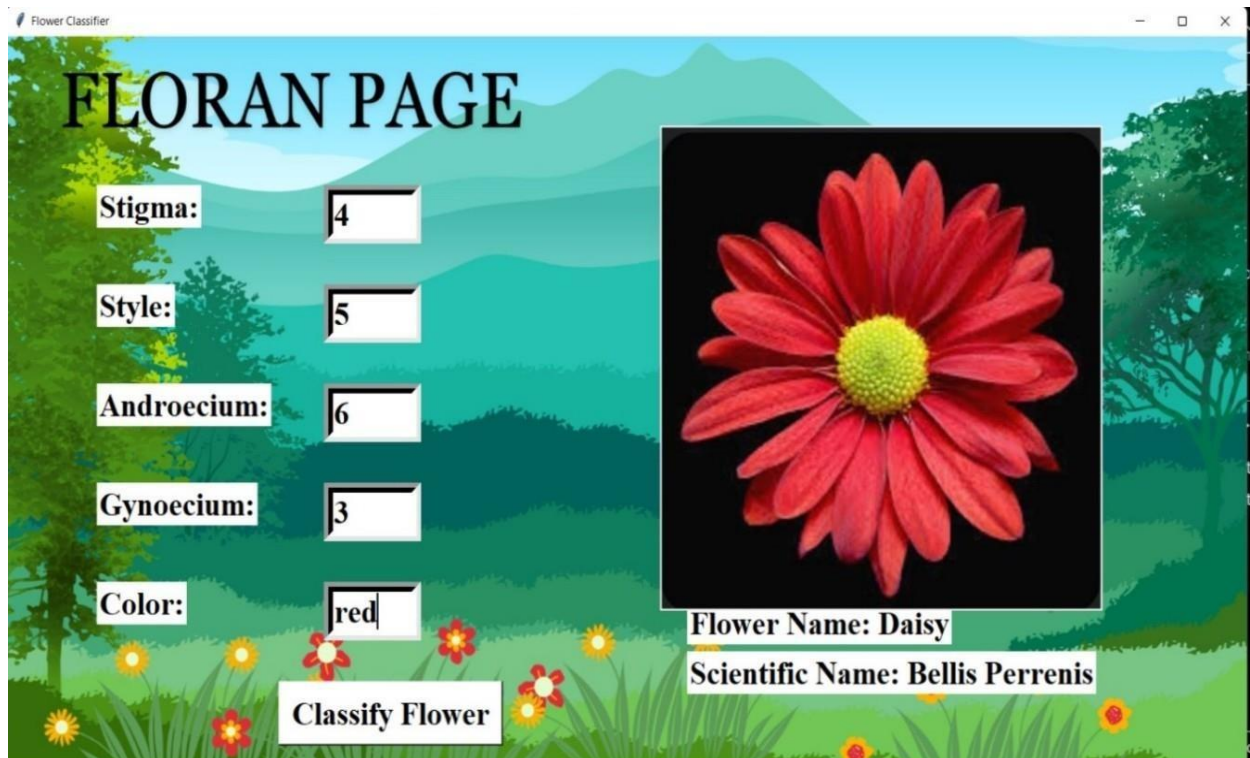 Flower Classifier
FLORAN PAGE
Stigma: 4
Style: 5
Androecium: 6
Gynoecium: 3
Color: red
Classify Flower
Flower Name: Daisy
Scientific Name: Bellis Perrenis